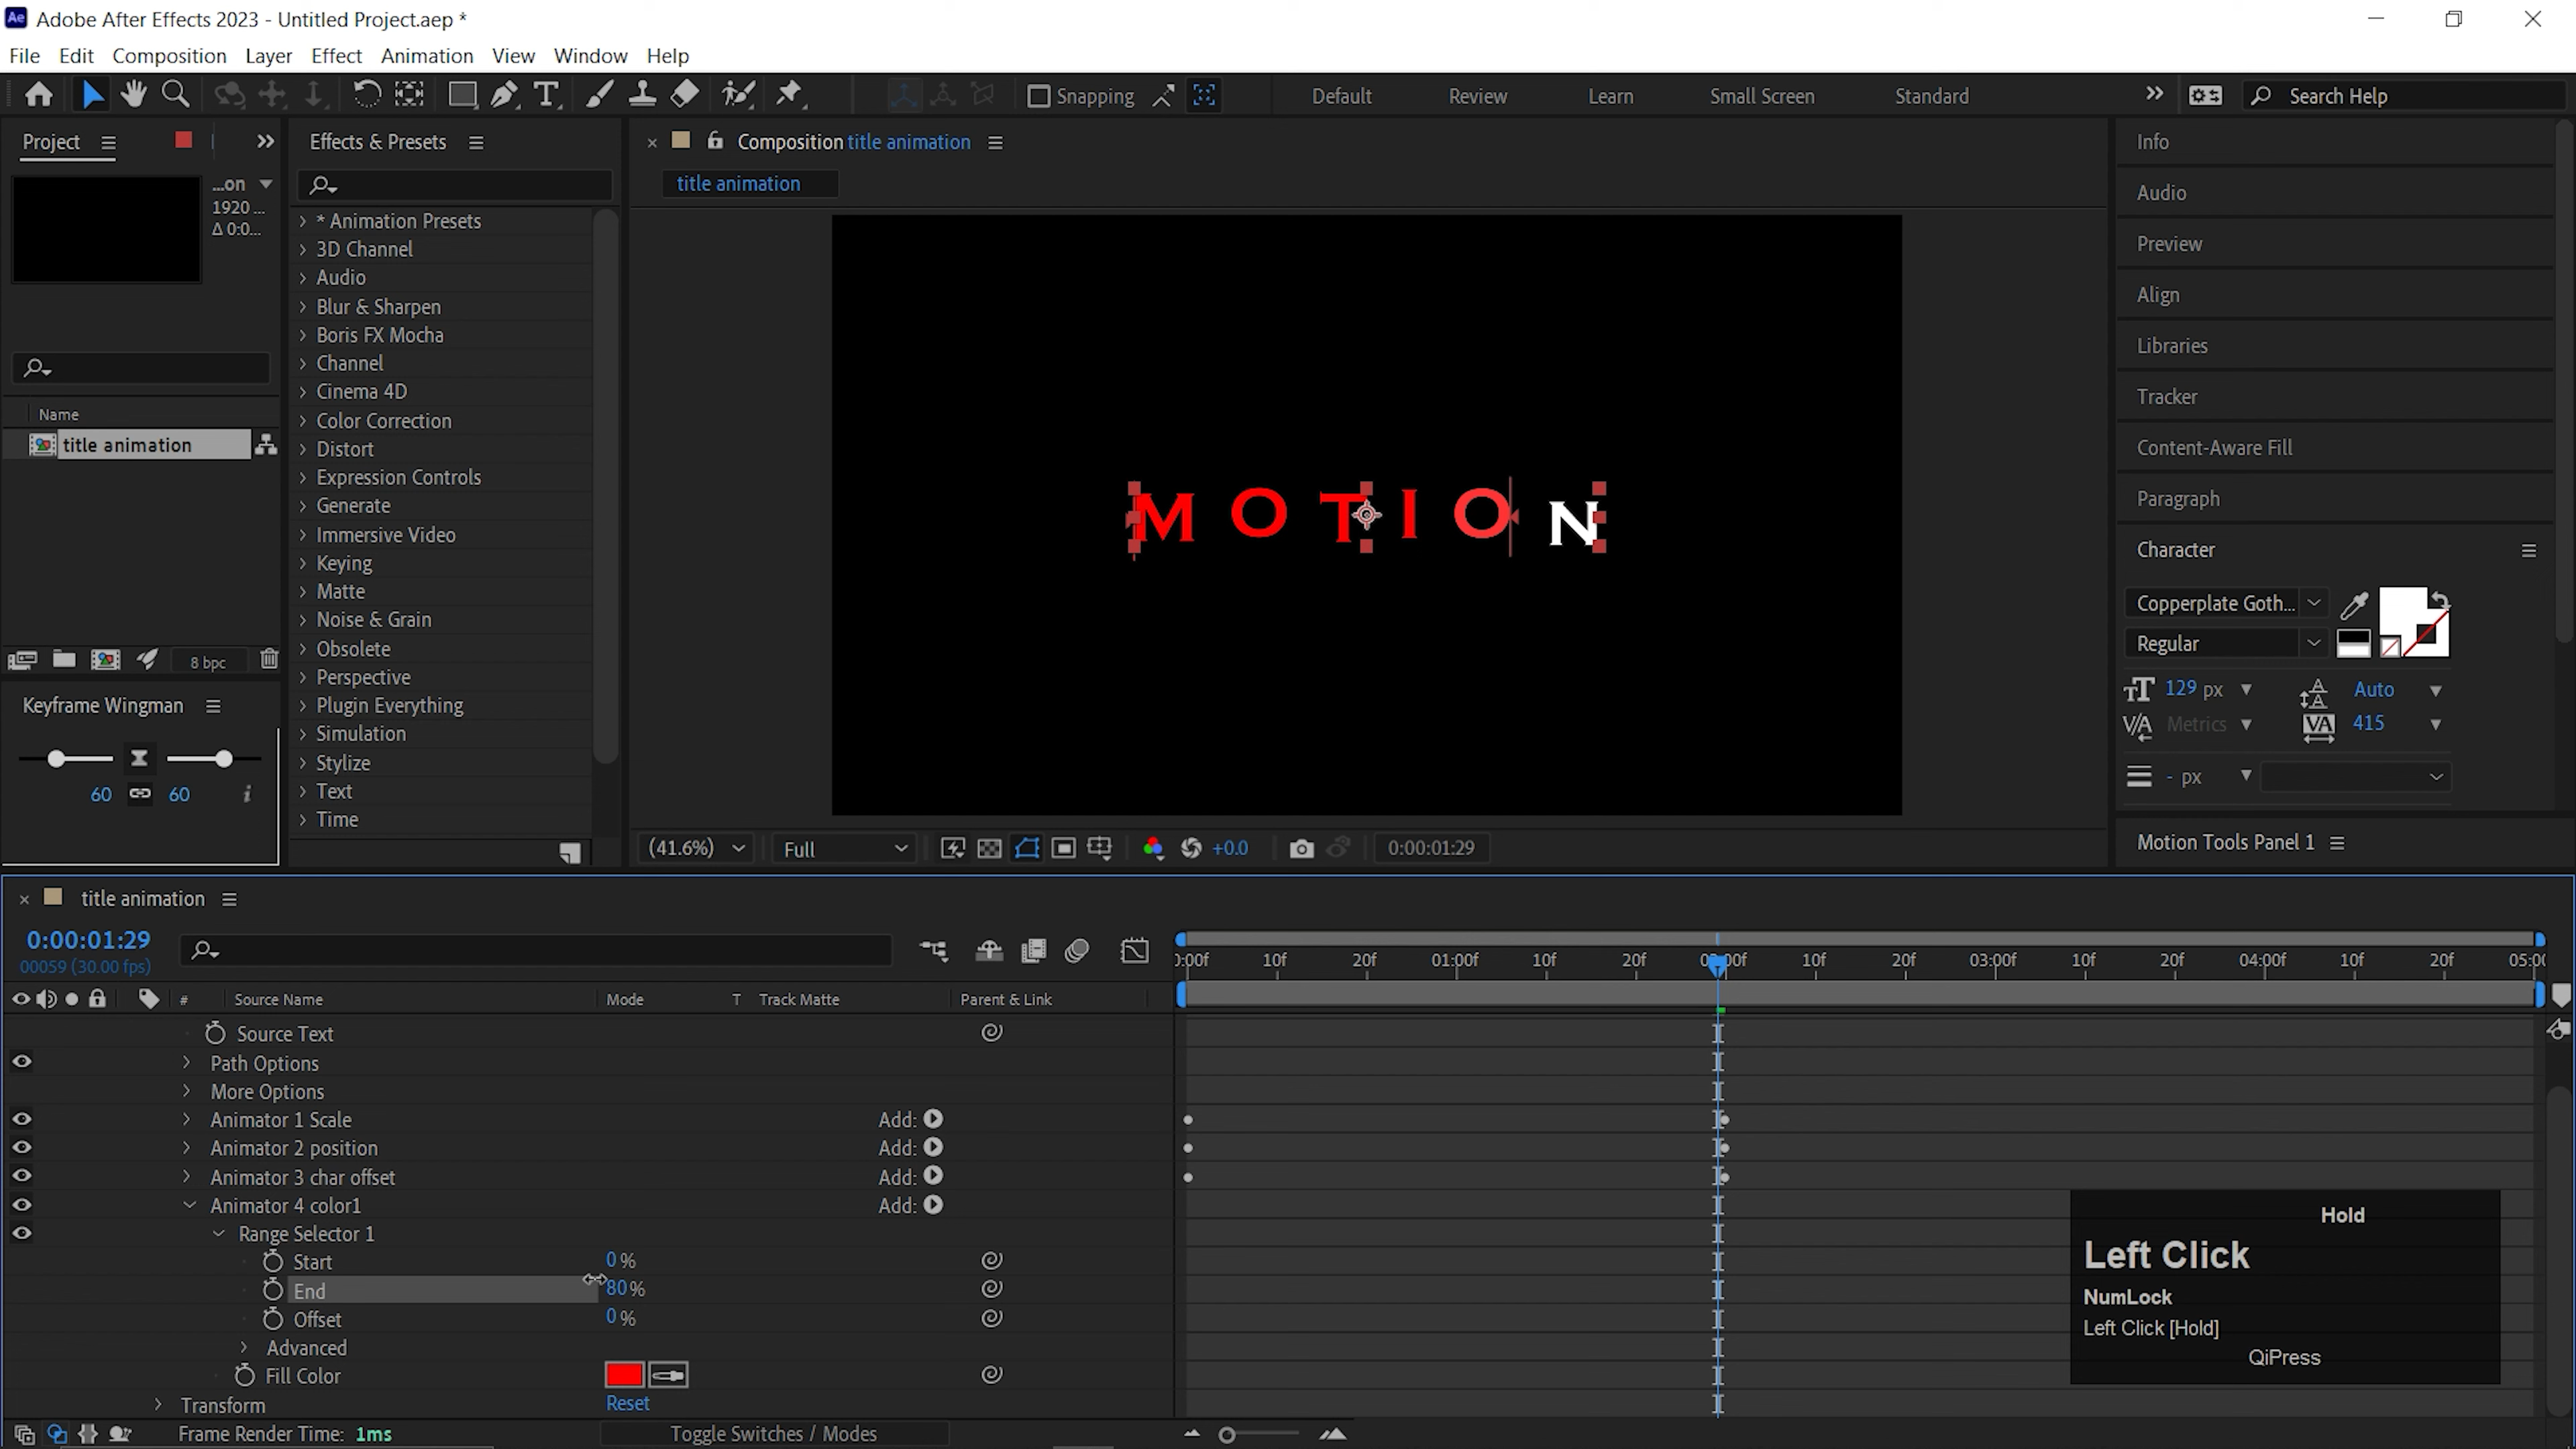 Ae Adobe After Effects 2023 - Untitled Project.aep *
File Edit Composition Layer Effect Animation View Window Help
Snapping Default Review Learn Small Screen Standard Search Help
Project
...on
1920 ...
Δ 0:0...
Name
title animation
8 bpc
Keyframe Wingman
60 60 i
Effects & Presets
* Animation Presets
3D Channel
Audio
Blur & Sharpen
Boris FX Mocha
Channel
Cinema 4D
Color Correction
Distort
Expression Controls
Generate
Immersive Video
Keying
Matte
Noise & Grain
Obsolete
Perspective
Plugin Everything
Simulation
Stylize
Text
Time
Composition title animation
title animation
MOTION
(41.6%) Full +0.0 0:00:01:29
Info
Audio
Preview
Align
Libraries
Tracker
Content-Aware Fill
Paragraph
Character
Copperplate Goth...
Regular
129 px Auto
Metrics 415
- px
Motion Tools Panel 1
title animation
0:00:01:29
00059 (30.00 fps)
0:00f 10f 20f 01:00f 10f 20f 02:00f 10f 20f 03:00f 10f 20f 04:00f 10f 20f 05:00
# Source Name Mode T Track Matte Parent & Link
Source Text
Path Options
More Options
Animator 1 Scale Add:
Animator 2 position Add:
Animator 3 char offset Add:
Animator 4 color1 Add:
Range Selector 1
Start 0 %
End 80 %
Offset 0 %
Advanced
Fill Color
Transform Reset
Frame Render Time: 1ms Toggle Switches / Modes
Hold
Left Click
NumLock
Left Click [Hold]
QiPress